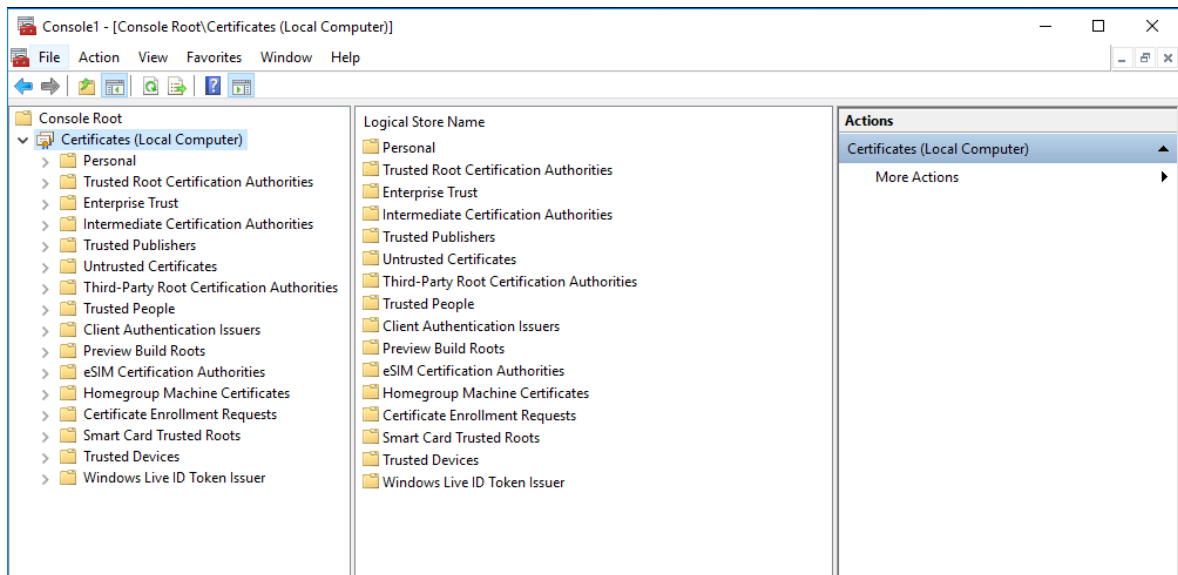 Console1 - [Console Root\Certificates (Local Computer)]
File Action View Favorites Window Help
Console Root
Certificates (Local Computer)
Personal
Trusted Root Certification Authorities
Enterprise Trust
Intermediate Certification Authorities
Trusted Publishers
Untrusted Certificates
Third-Party Root Certification Authorities
Trusted People
Client Authentication Issuers
Preview Build Roots
eSIM Certification Authorities
Homegroup Machine Certificates
Certificate Enrollment Requests
Smart Card Trusted Roots
Trusted Devices
Windows Live ID Token Issuer
Logical Store Name
Personal
Trusted Root Certification Authorities
Enterprise Trust
Intermediate Certification Authorities
Trusted Publishers
Untrusted Certificates
Third-Party Root Certification Authorities
Trusted People
Client Authentication Issuers
Preview Build Roots
eSIM Certification Authorities
Homegroup Machine Certificates
Certificate Enrollment Requests
Smart Card Trusted Roots
Trusted Devices
Windows Live ID Token Issuer
Actions
Certificates (Local Computer)
More Actions